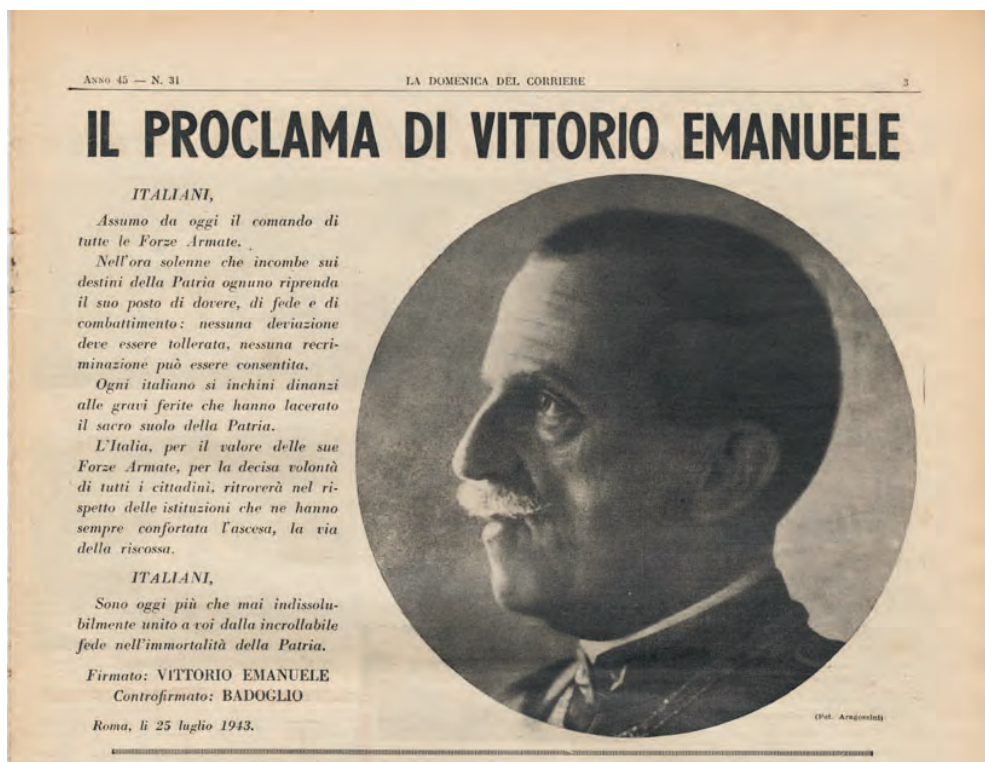 ANNO 45 — N. 31
LA DOMENICA DEL CORRIERE
3
IL PROCLAMA DI VITTORIO EMANUELE
ITALIANI,
Assumo da oggi il comando di
tutte le Forze Armate.
Nell'ora solenne che incombe sui
destini della Patria ognuno riprenda
il suo posto di dovere, di fede e di
combattimento: nessuna deviazione
deve essere tollerata, nessuna recri-
minazione può essere consentita.
Ogni italiano si inchini dinanzi
alle gravi ferite che hanno lacerato
il sacro suolo della Patria.
L'Italia, per il valore delle sue
Forze Armate, per la decisa volontà
di tutti i cittadini, ritroverà nel ri-
spetto delle istituzioni che ne hanno
sempre confortata l'ascesa, la via
della riscossa.
ITALIANI,
Sono oggi più che mai indissolu-
bilmente unito a voi dalla incrollabile
fede nell'immortalità della Patria.
Firmato: VITTORIO EMANUELE
Controfirmato: BADOGLIO
Roma, li 25 luglio 1943.
(Fot. Aragozzini)